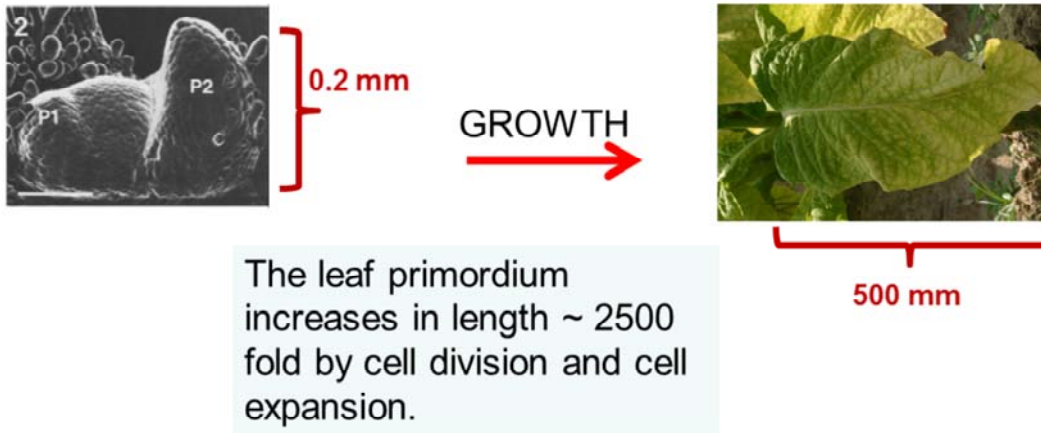 2
P1
P2
0.2 mm
GROWTH
500 mm
The leaf primordium
increases in length ~ 2500
fold by cell division and cell
expansion.